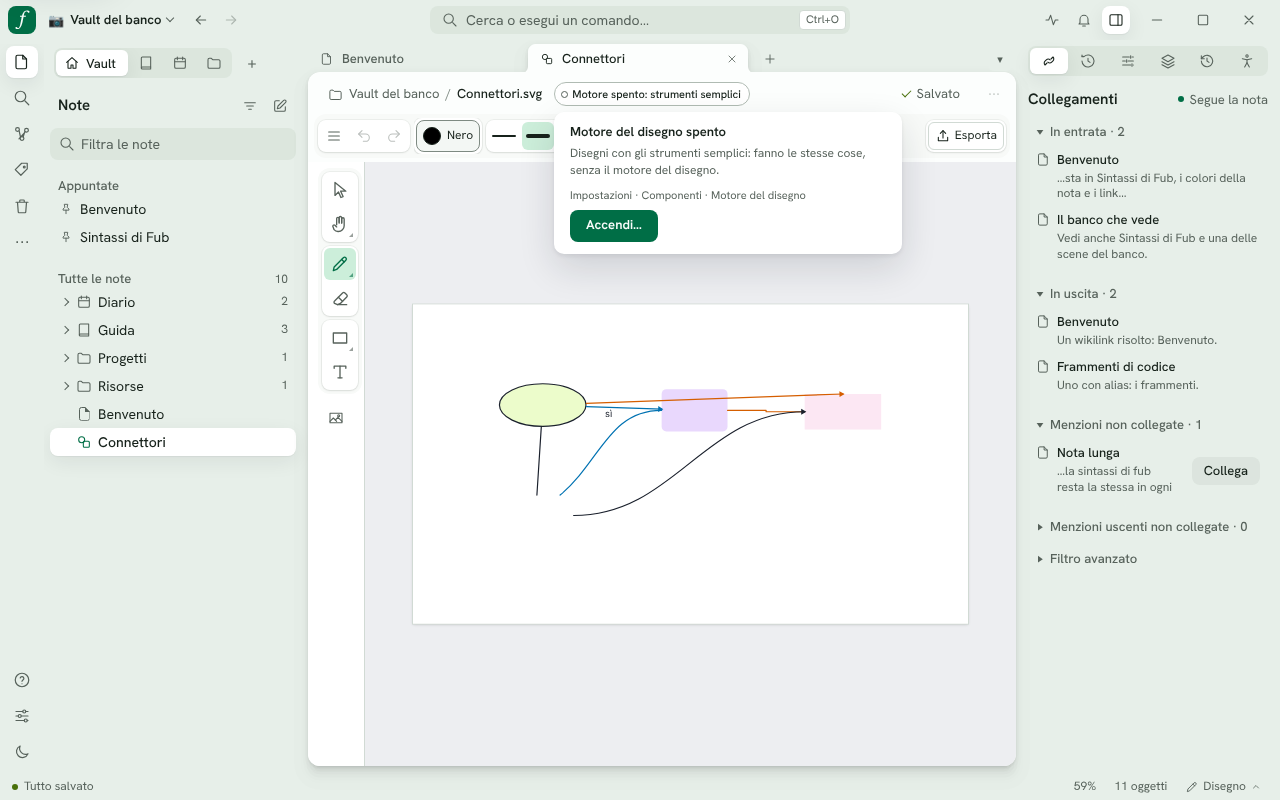 Vault del banco
Cerca o esegui un comando…
Ctrl+O
Vault
Note
Filtra le note
Appuntate
Benvenuto
Sintassi di Fub
Tutte le note 10
Diario 2
Guida 3
Progetti 1
Risorse 1
Benvenuto
Connettori
Tutto salvato
Benvenuto
Connettori
Vault del banco / Connettori.svg
Motore spento: strumenti semplici
Salvato
Nero
Esporta
Motore del disegno spento
Disegni con gli strumenti semplici: fanno le stesse cose,
senza il motore del disegno.
Impostazioni · Componenti · Motore del disegno
Accendi…
sì
Collegamenti
Segue la nota
In entrata · 2
Benvenuto
…sta in Sintassi di Fub, i colori della
nota e i link…
Il banco che vede
Vedi anche Sintassi di Fub e una delle
scene del banco.
In uscita · 2
Benvenuto
Un wikilink risolto: Benvenuto.
Frammenti di codice
Uno con alias: i frammenti.
Menzioni non collegate · 1
Nota lunga
…la sintassi di fub
resta la stessa in ogni
Collega
Menzioni uscenti non collegate · 0
Filtro avanzato
59%
11 oggetti
Disegno